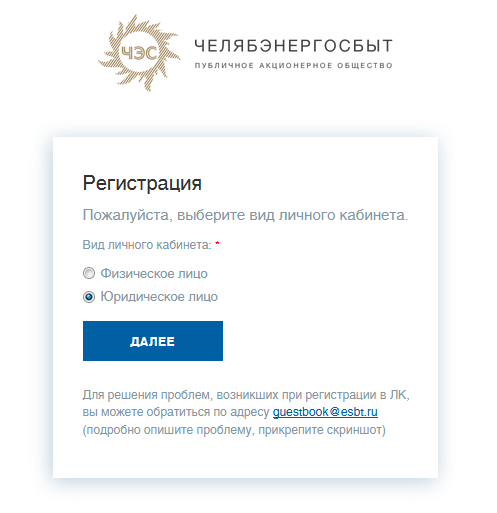 ЧЭС
ЧЕЛЯБЭНЕРГОСБЫТ
ПУБЛИЧНОЕ АКЦИОНЕРНОЕ ОБЩЕСТВО
Регистрация
Пожалуйста, выберите вид личного кабинета.
Вид личного кабинета: *
Физическое лицо
Юридическое лицо
ДАЛЕЕ
Для решения проблем, возникших при регистрации в ЛК,
вы можете обратиться по адресу guestbook@esbt.ru
(подробно опишите проблему, прикрепите скриншот)